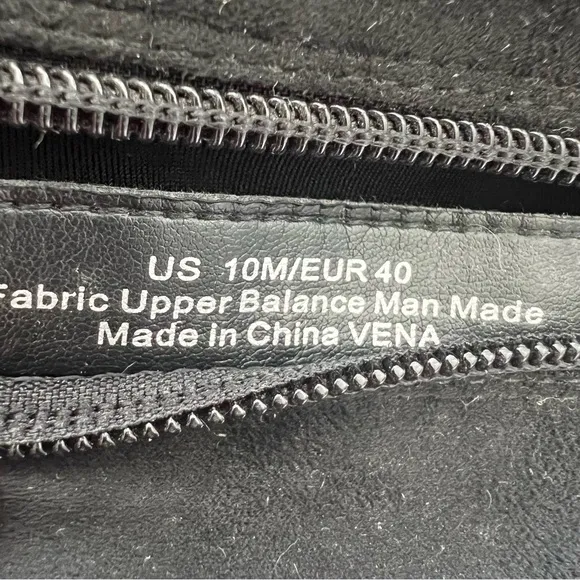 US 10M/EUR 40
Fabric Upper Balance Man Made
Made in China VENA